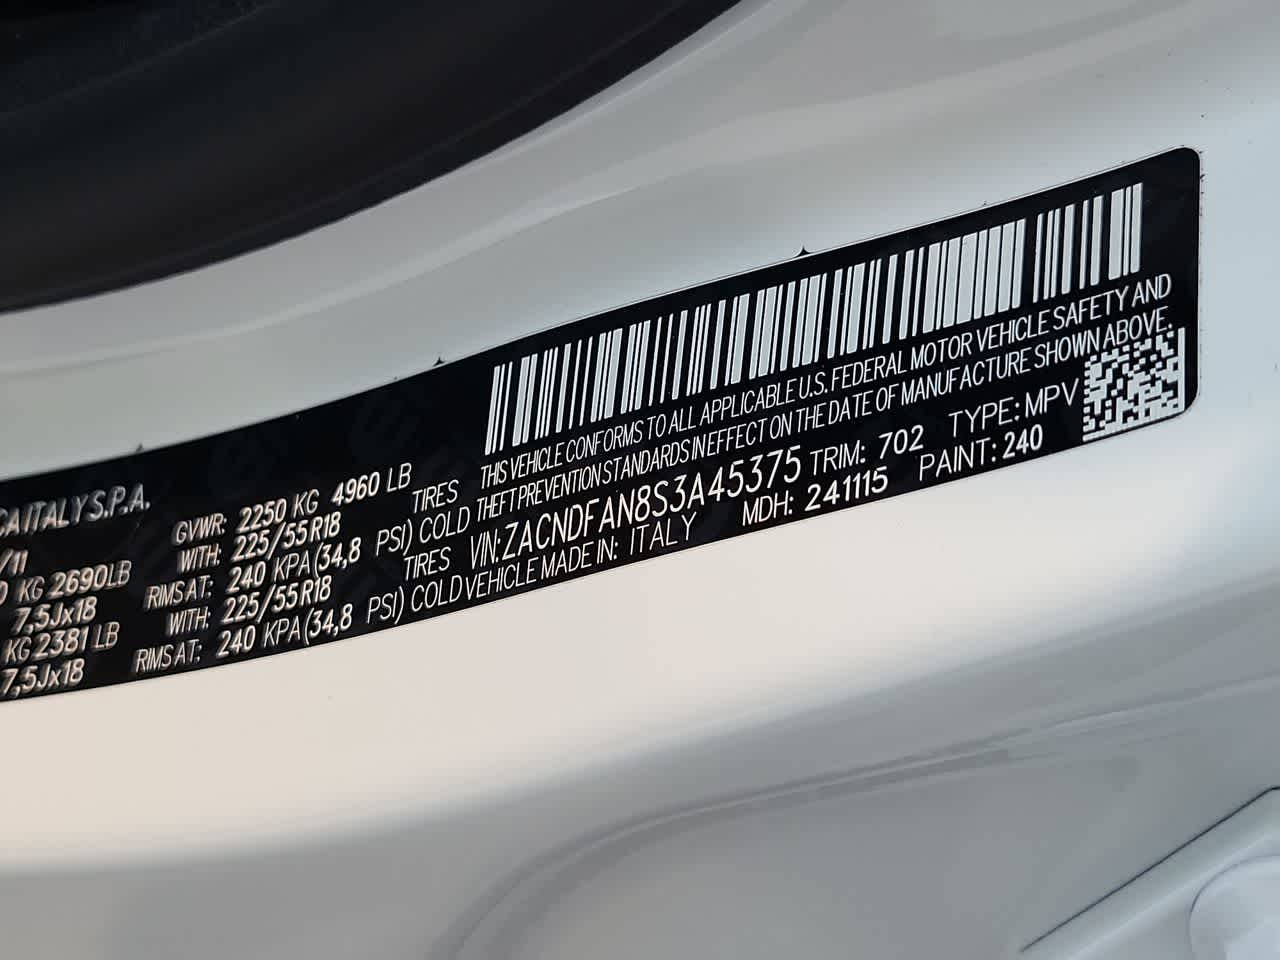 CA ITALY S.P.A.
/11
KG 2690LB
7,5Jx18
KG 2381 LB
7,5Jx18
GVWR: 2250 KG 4960 LB
WITH: 225/55R18 TIRES
RIMS AT: 240 KPA(34,8 PSI) COLD
WITH: 225/55R18 TIRES
RIMS AT: 240 KPA(34,8 PSI) COLD
THIS VEHICLE CONFORMS TO ALL APPLICABLE U.S. FEDERAL MOTOR VEHICLE SAFETY AND
THEFT PREVENTION STANDARDS IN EFFECT ON THE DATE OF MANUFACTURE SHOWN ABOVE.
VIN: ZACNDFAN8S3A45375 TRIM: 702 TYPE: MPV
VEHICLE MADE IN: ITALY MDH: 241115 PAINT: 240